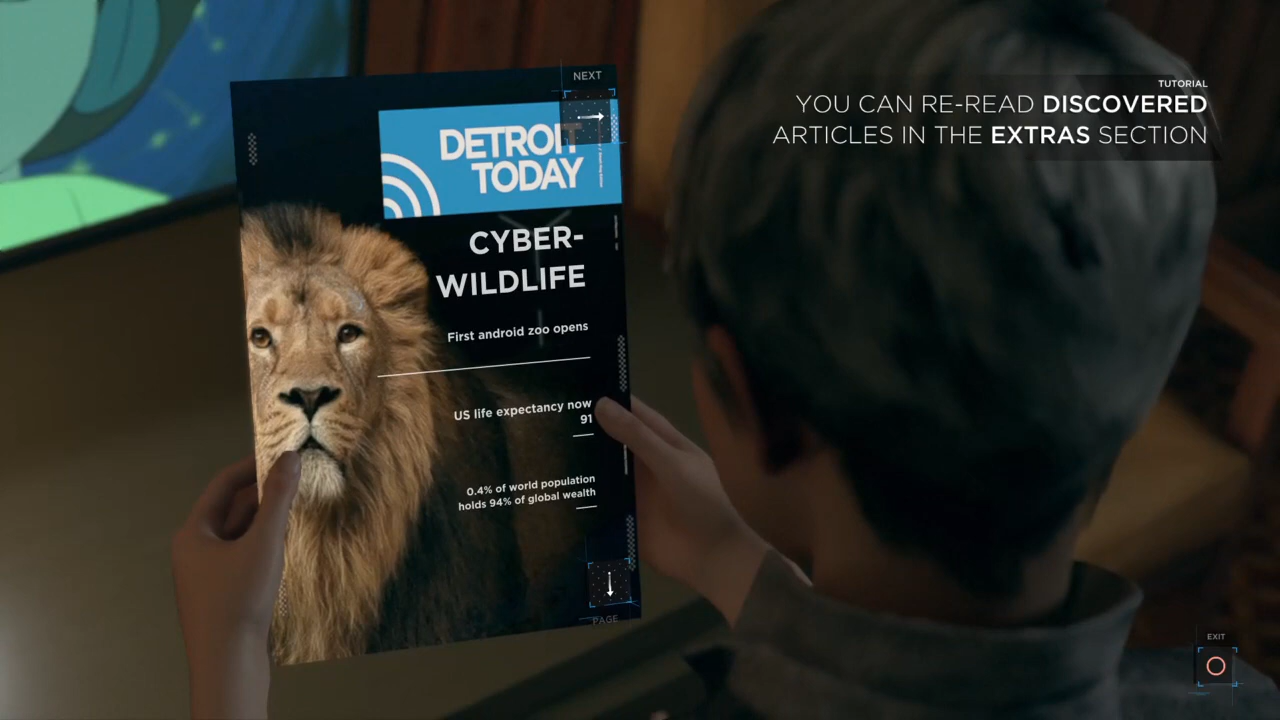 NEXT
TUTORIAL
YOU CAN RE-READ DISCOVERED
ARTICLES IN THE EXTRAS SECTION
DETROIT
TODAY
CYBER-
WILDLIFE
First android zoo opens
US life expectancy now
91
0.4% of world population
holds 94% of global wealth
PAGE
EXIT